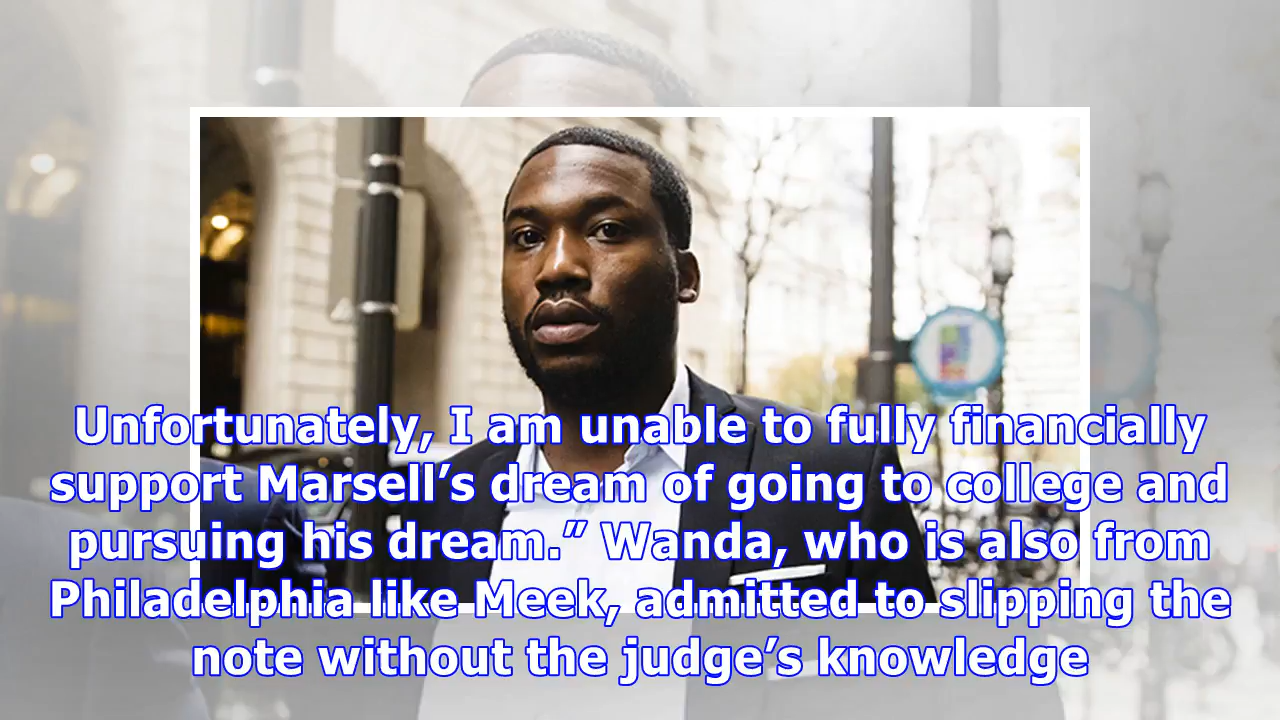 Unfortunately, I am unable to fully financially
support Marsell’s dream of going to college and
pursuing his dream.” Wanda, who is also from
Philadelphia like Meek, admitted to slipping the
note without the judge’s knowledge